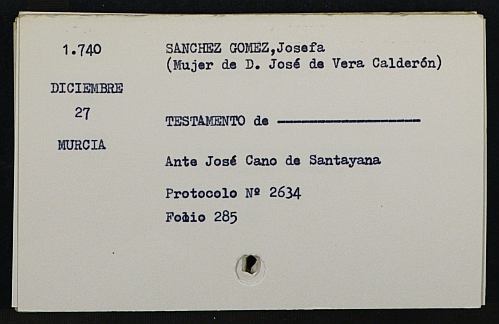 1.740
SANCHEZ GOMEZ,Josefa
(Mujer de D. José de Vera Calderón)
DICIEMBRE
27
TESTAMENTO de ————————
MURCIA
Ante José Cano de Santayana
Protocolo Nº 2634
Folio 285